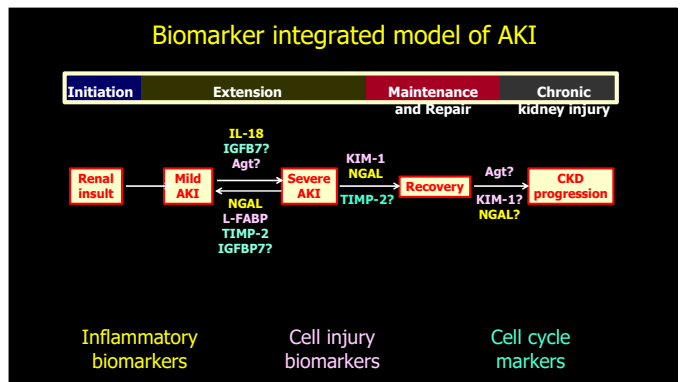 Biomarker integrated model of AKI
Initiation
Extension
Maintenance
and Repair
Chronic
kidney injury
IL-18
IGFB7?
Agt?
Renal
insult
Mild
AKI
Severe
AKI
NGAL
L-FABP
TIMP-2
IGFBP7?
KIM-1
NGAL
TIMP-2?
Recovery
Agt?
KIM-1?
NGAL?
CKD
progression
Inflammatory
biomarkers
Cell injury
biomarkers
Cell cycle
markers